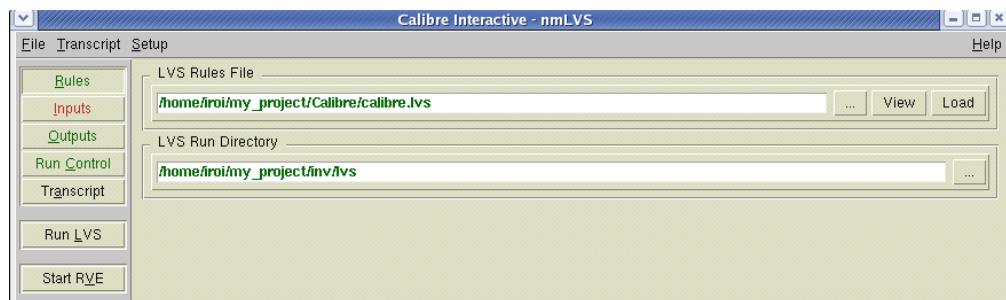 Calibre Interactive - nmLVS
File Transcript Setup Help
Rules
LVS Rules File
/home/iroi/my_project/Calibre/calibre.lvs ... View Load
Inputs
Outputs
LVS Run Directory
Run Control
/home/iroi/my_project/inv/lvs ...
Transcript
Run LVS
Start RVE